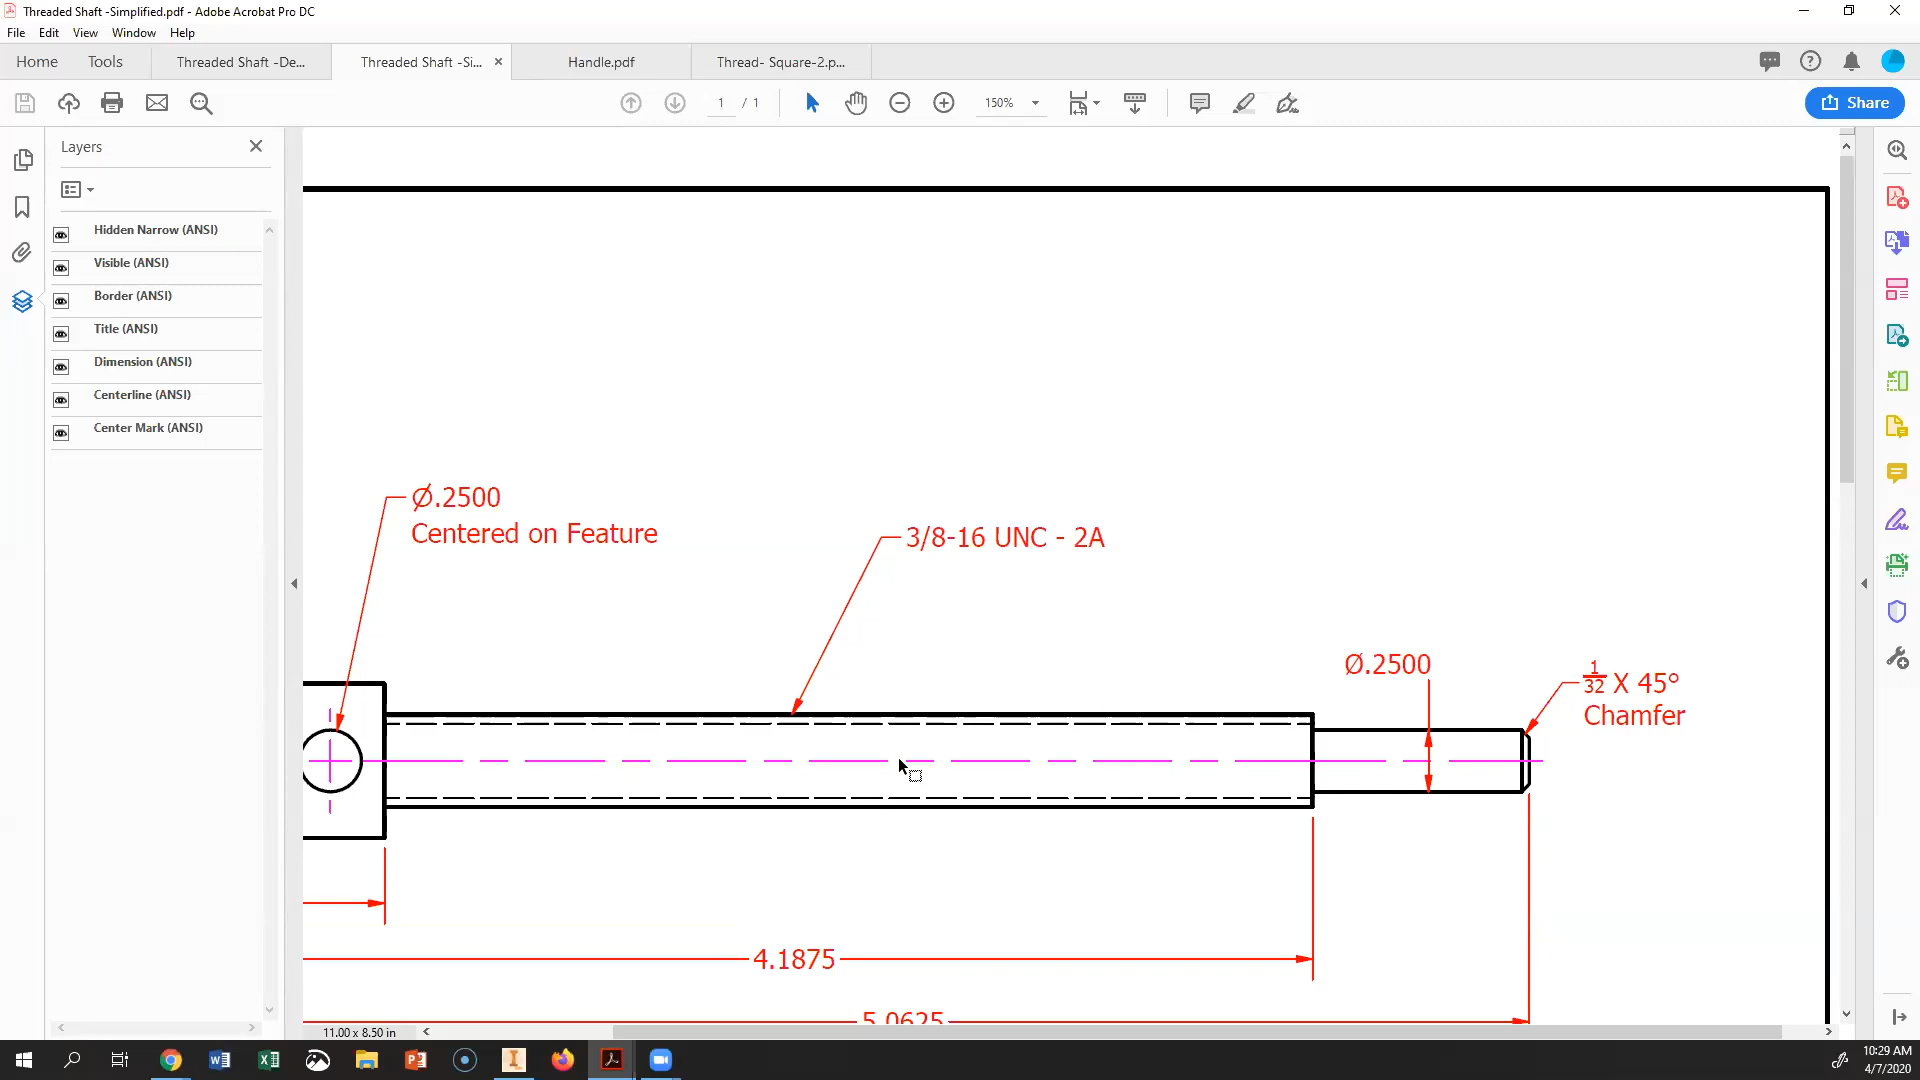 Threaded Shaft -Simplified.pdf - Adobe Acrobat Pro DC
File Edit View Window Help
Home Tools Threaded Shaft -De... Threaded Shaft -Si... Handle.pdf Thread- Square-2.p...
1 / 1 150% Share
Layers
Hidden Narrow (ANSI)
Visible (ANSI)
Border (ANSI)
Title (ANSI)
Dimension (ANSI)
Centerline (ANSI)
Center Mark (ANSI)
Ø.2500
Centered on Feature
3/8-16 UNC - 2A
Ø.2500
1/32 X 45°
Chamfer
4.1875
5.0625
11.00 x 8.50 in
10:29 AM
4/7/2020